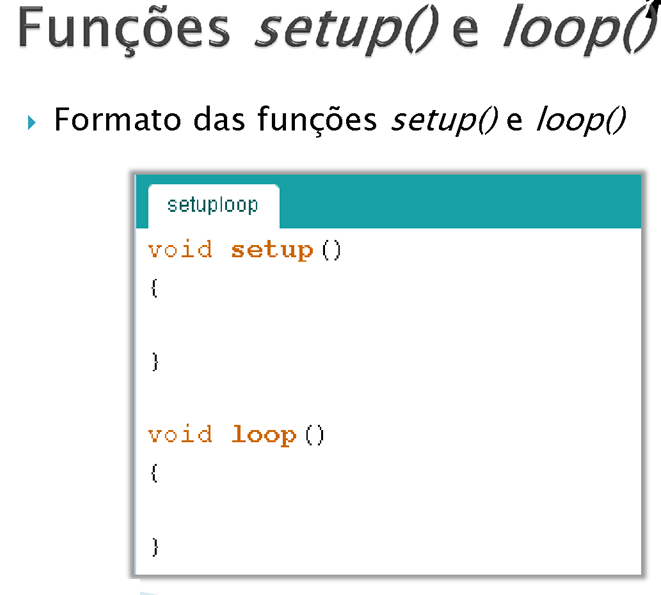 Funções setup() e loop()
Formato das funções setup() e loop()
setuploop
void setup()
{
}
void loop()
{
}